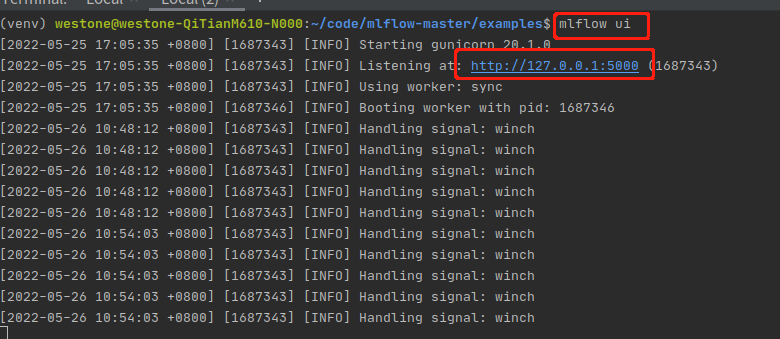 Terminal: Local × Local (2) ×
(venv) westone@westone-QiTianM610-N000:~/code/mlflow-master/examples$ mlflow ui
[2022-05-25 17:05:35 +0800] [1687343] [INFO] Starting gunicorn 20.1.0
[2022-05-25 17:05:35 +0800] [1687343] [INFO] Listening at: http://127.0.0.1:5000 (1687343)
[2022-05-25 17:05:35 +0800] [1687343] [INFO] Using worker: sync
[2022-05-25 17:05:35 +0800] [1687346] [INFO] Booting worker with pid: 1687346
[2022-05-26 10:48:12 +0800] [1687343] [INFO] Handling signal: winch
[2022-05-26 10:48:12 +0800] [1687343] [INFO] Handling signal: winch
[2022-05-26 10:48:12 +0800] [1687343] [INFO] Handling signal: winch
[2022-05-26 10:48:12 +0800] [1687343] [INFO] Handling signal: winch
[2022-05-26 10:48:12 +0800] [1687343] [INFO] Handling signal: winch
[2022-05-26 10:54:03 +0800] [1687343] [INFO] Handling signal: winch
[2022-05-26 10:54:03 +0800] [1687343] [INFO] Handling signal: winch
[2022-05-26 10:54:03 +0800] [1687343] [INFO] Handling signal: winch
[2022-05-26 10:54:03 +0800] [1687343] [INFO] Handling signal: winch
[2022-05-26 10:54:03 +0800] [1687343] [INFO] Handling signal: winch